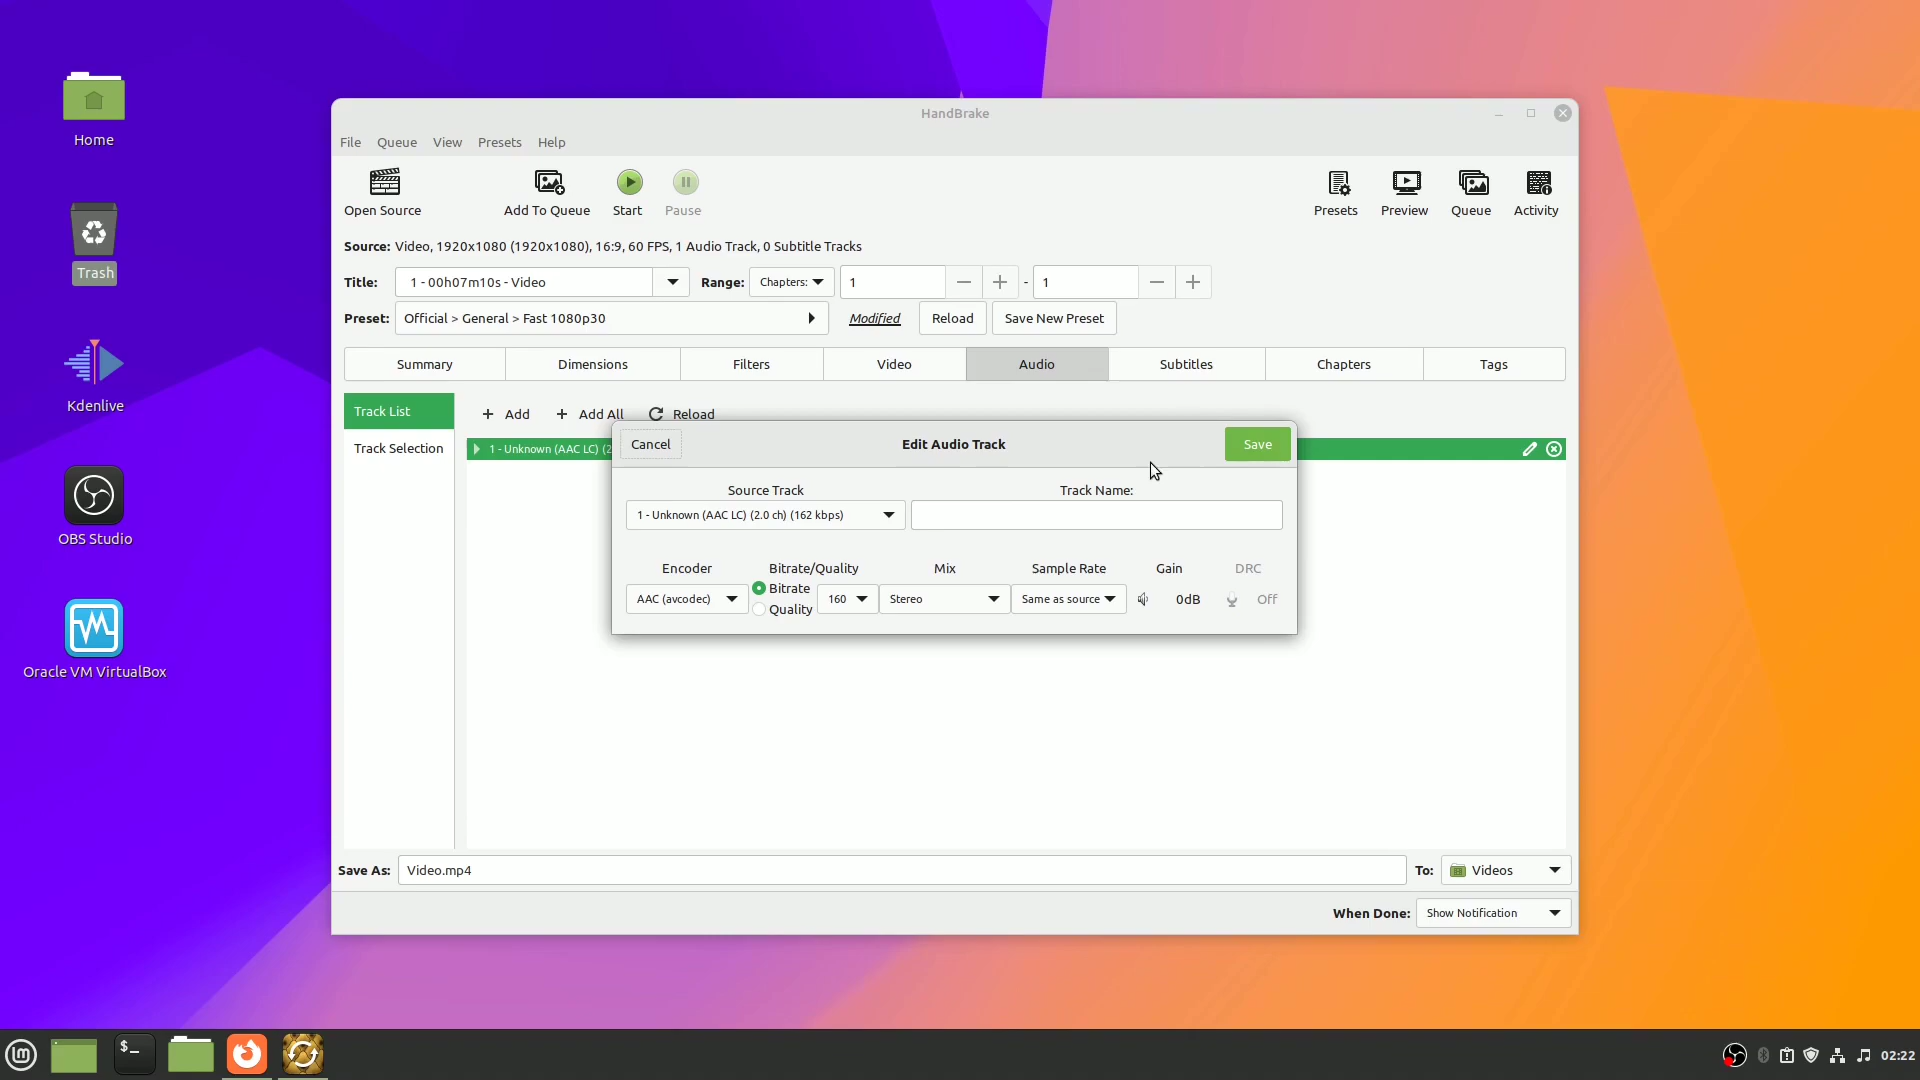 Home
Trash
Kdenlive
OBS Studio
Oracle VM VirtualBox
HandBrake
File Queue View Presets Help
Open Source Add To Queue Start Pause Presets Preview Queue Activity
Source: Video, 1920x1080 (1920x1080), 16:9, 60 FPS, 1 Audio Track, 0 Subtitle Tracks
Title: 1 - 00h07m10s - Video Range: Chapters: 1 - 1
Preset: Official > General > Fast 1080p30 Modified Reload Save New Preset
Summary Dimensions Filters Video Audio Subtitles Chapters Tags
Track List Add Add All Reload
Track Selection 1 - Unknown (AAC LC) (2
Cancel Edit Audio Track Save
Source Track Track Name:
1 - Unknown (AAC LC) (2.0 ch) (162 kbps)
Encoder Bitrate/Quality Mix Sample Rate Gain DRC
AAC (avcodec) Bitrate 160 Stereo Same as source 0dB Off
Quality
Save As: Video.mp4 To: Videos
When Done: Show Notification
$_ 02:22